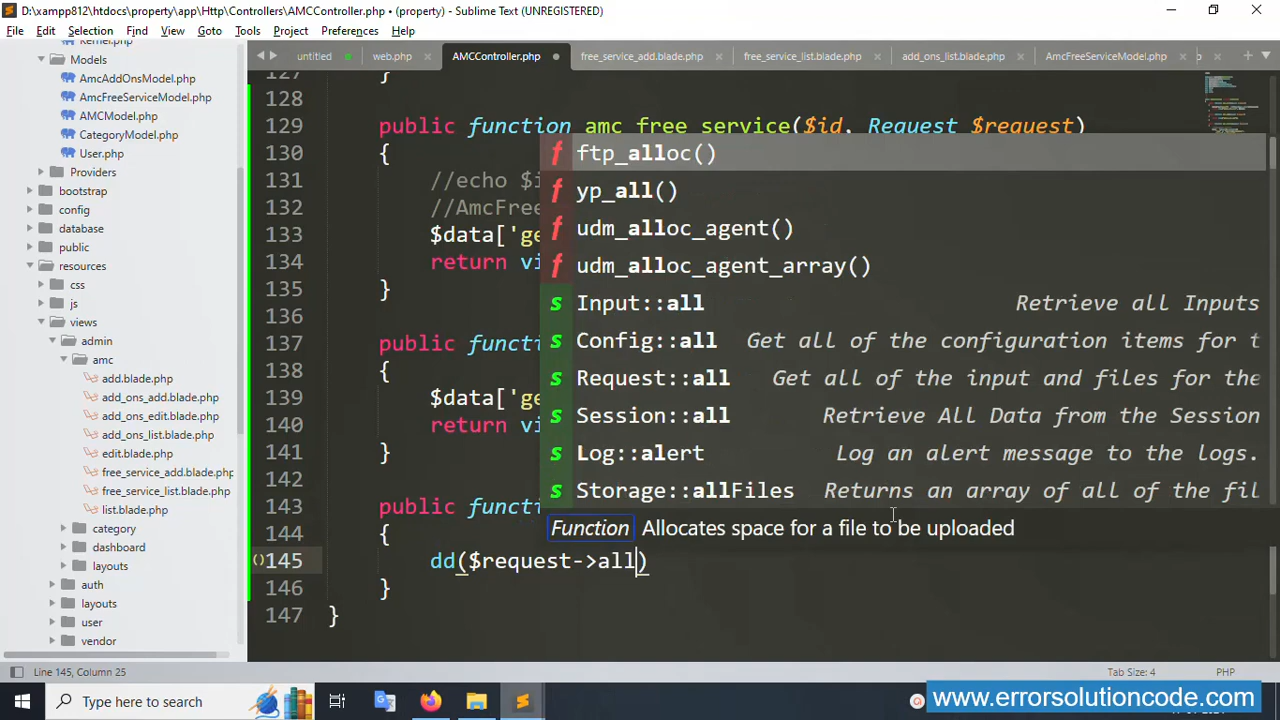 D:\xampp812\htdocs\property\app\Http\Controllers\AMCController.php • (property) - Sublime Text (UNREGISTERED)
File Edit Selection Find View Goto Tools Project Preferences Help
untitled web.php AMCController.php free_service_add.blade.php free_service_list.blade.php add_ons_list.blade.php AmcFreeServiceModel.php
Kernel.php
Models
AmcAddOnsModel.php
AmcFreeServiceModel.php
AMCModel.php
CategoryModel.php
User.php
Providers
bootstrap
config
database
public
resources
css
js
views
admin
amc
add.blade.php
add_ons_add.blade.php
add_ons_edit.blade.php
add_ons_list.blade.php
edit.blade.php
free_service_add.blade.php
free_service_list.blade.php
list.blade.php
category
dashboard
layouts
auth
layouts
user
vendor
127 }
128
129 public function amc_free_service($id, Request $request)
130 {
131 //echo $i
132 //AmcFree
133 $data['ge
134 return vi
135 }
136
137 public functi
138 {
139 $data['ge
140 return vi
141 }
142
143 public functi
144 {
145 dd($request->all)
146 }
147 }
f ftp_alloc()
f yp_all()
f udm_alloc_agent()
f udm_alloc_agent_array()
s Input::all Retrieve all Inputs
s Config::all Get all of the configuration items for t
s Request::all Get all of the input and files for the
s Session::all Retrieve All Data from the Session
s Log::alert Log an alert message to the logs.
s Storage::allFiles Returns an array of all of the fil
Function Allocates space for a file to be uploaded
Line 145, Column 25 Tab Size: 4 PHP
Type here to search
www.errorsolutioncode.com